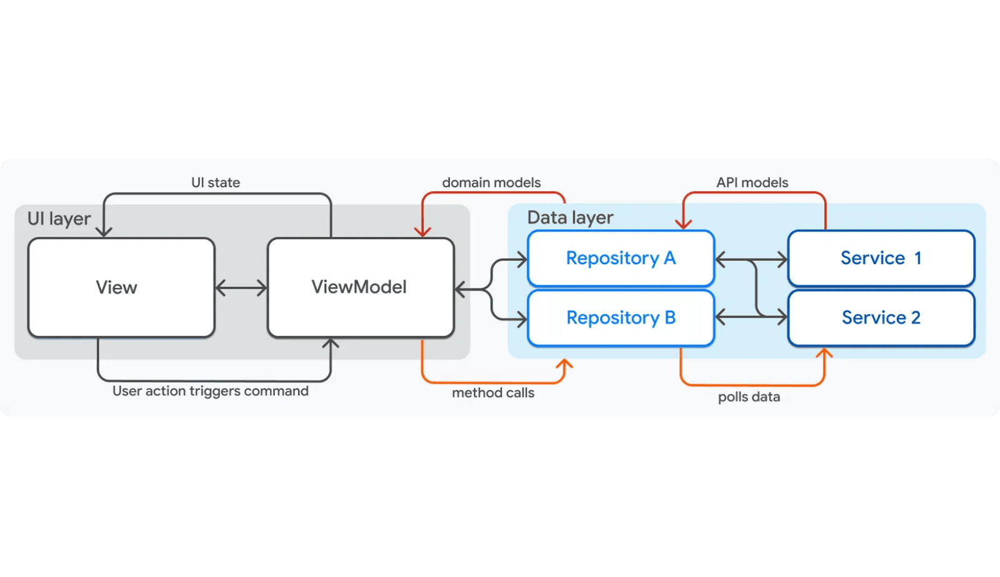 UI state
domain models
API models
UI layer
Data layer
View
ViewModel
Repository A
Service 1
Repository B
Service 2
User action triggers command
method calls
polls data